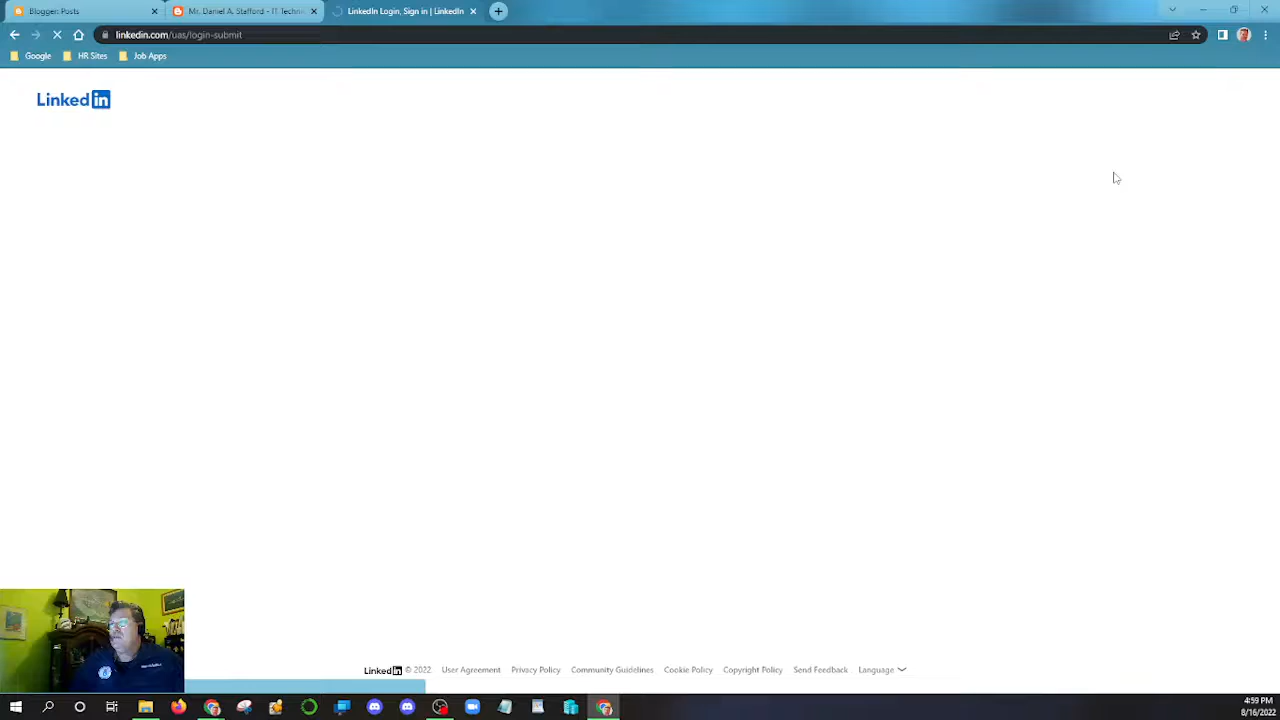 Blogger: Posts
Mr. Daniel A. Stafford - IT Techni
LinkedIn Login, Sign in | LinkedIn
linkedin.com/uas/login-submit
Google
HR Sites
Job Apps
Linked in
Linked in © 2022
User Agreement
Privacy Policy
Community Guidelines
Cookie Policy
Copyright Policy
Send Feedback
Language
4:59 PM
8/16/2022